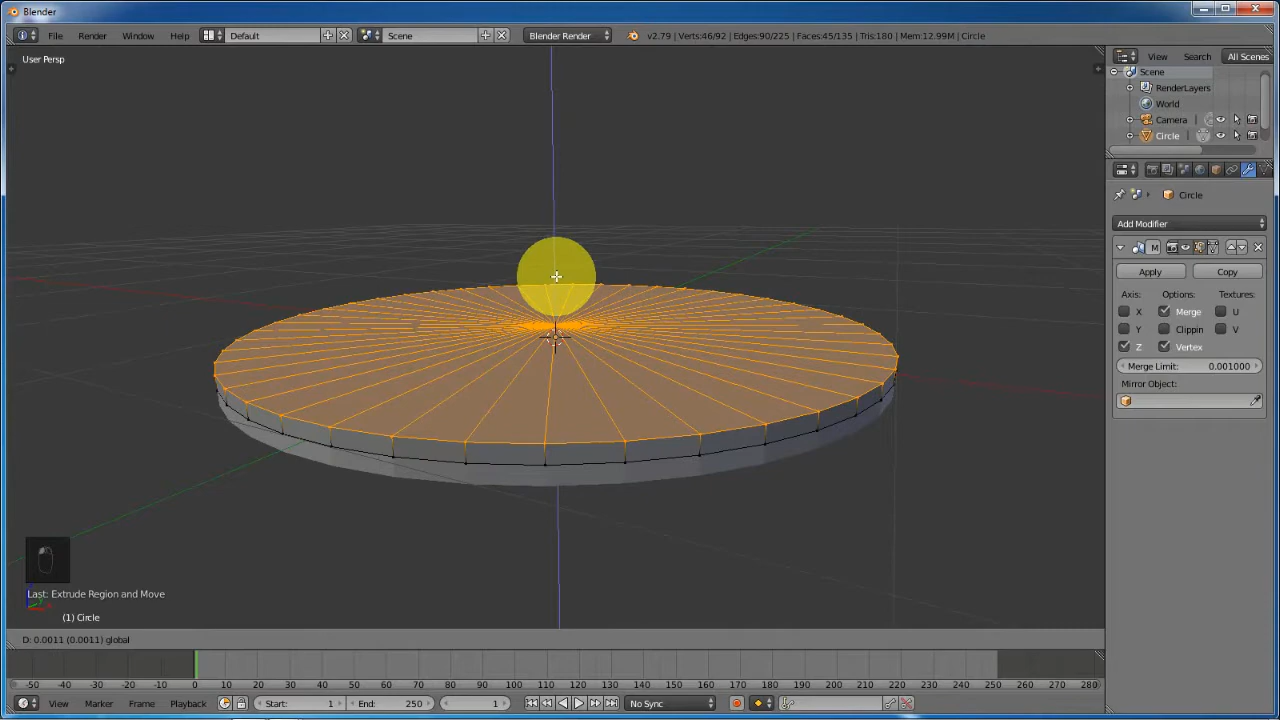 Blender
File Render Window Help Default Scene Blender Render v2.79 | Verts:46/92 | Edges:90/225 | Faces:45/135 | Tris:180 | Mem:12.99M | Circle
User Persp
View Search All Scenes
Scene
RenderLayers
World
Camera
Circle
Circle
Add Modifier
M
Apply Copy
Axis: Options: Textures:
X Merge U
Y Clippin V
Z Vertex
Merge Limit: 0.001000
Mirror Object:
Last: Extrude Region and Move
(1) Circle
D: 0.0011 (0.0011) global
-50 -40 -30 -20 -10 0 10 20 30 40 50 60 70 80 90 100 110 120 130 140 150 160 170 180 190 200 210 220 230 240 250 260 270 280
View Marker Frame Playback Start: 1 End: 250 1 No Sync